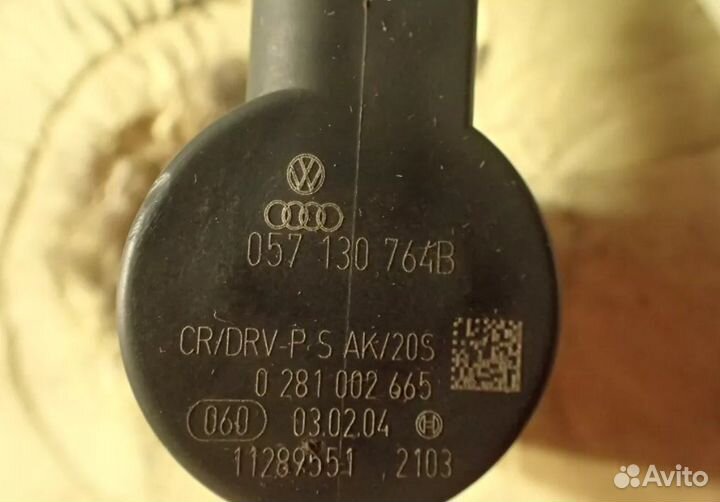 057 130 764B
CR/DRV-P S AK/20S
0 281 002 665
060 03.02.04
11289551 2103
Avito